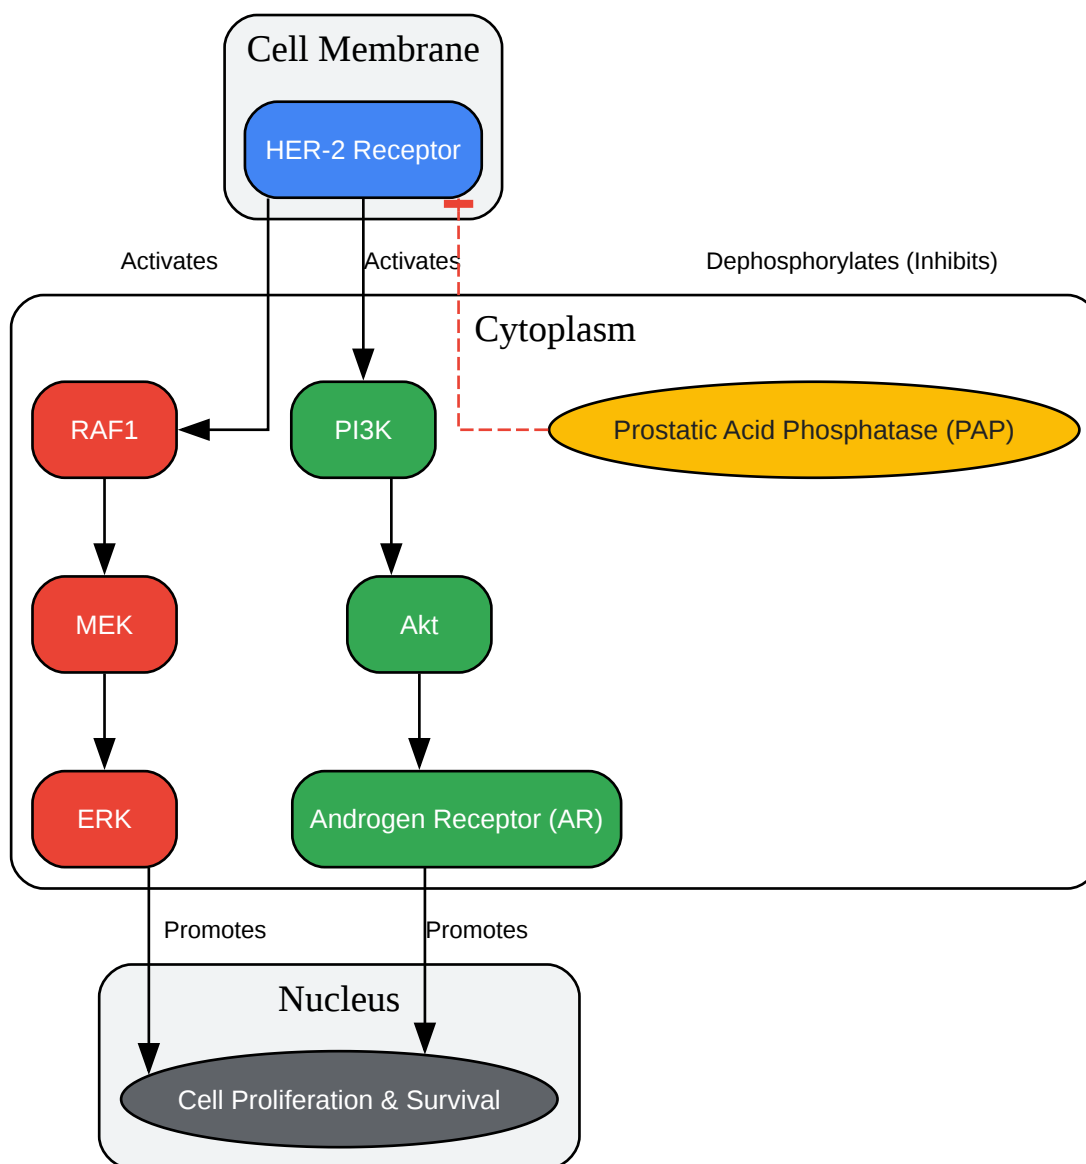 Cell Membrane
HER-2 Receptor
Activates
Activates
Dephosphorylates (Inhibits)
Cytoplasm
RAF1
PI3K
Prostatic Acid Phosphatase (PAP)
MEK
Akt
ERK
Androgen Receptor (AR)
Promotes
Promotes
Nucleus
Cell Proliferation & Survival